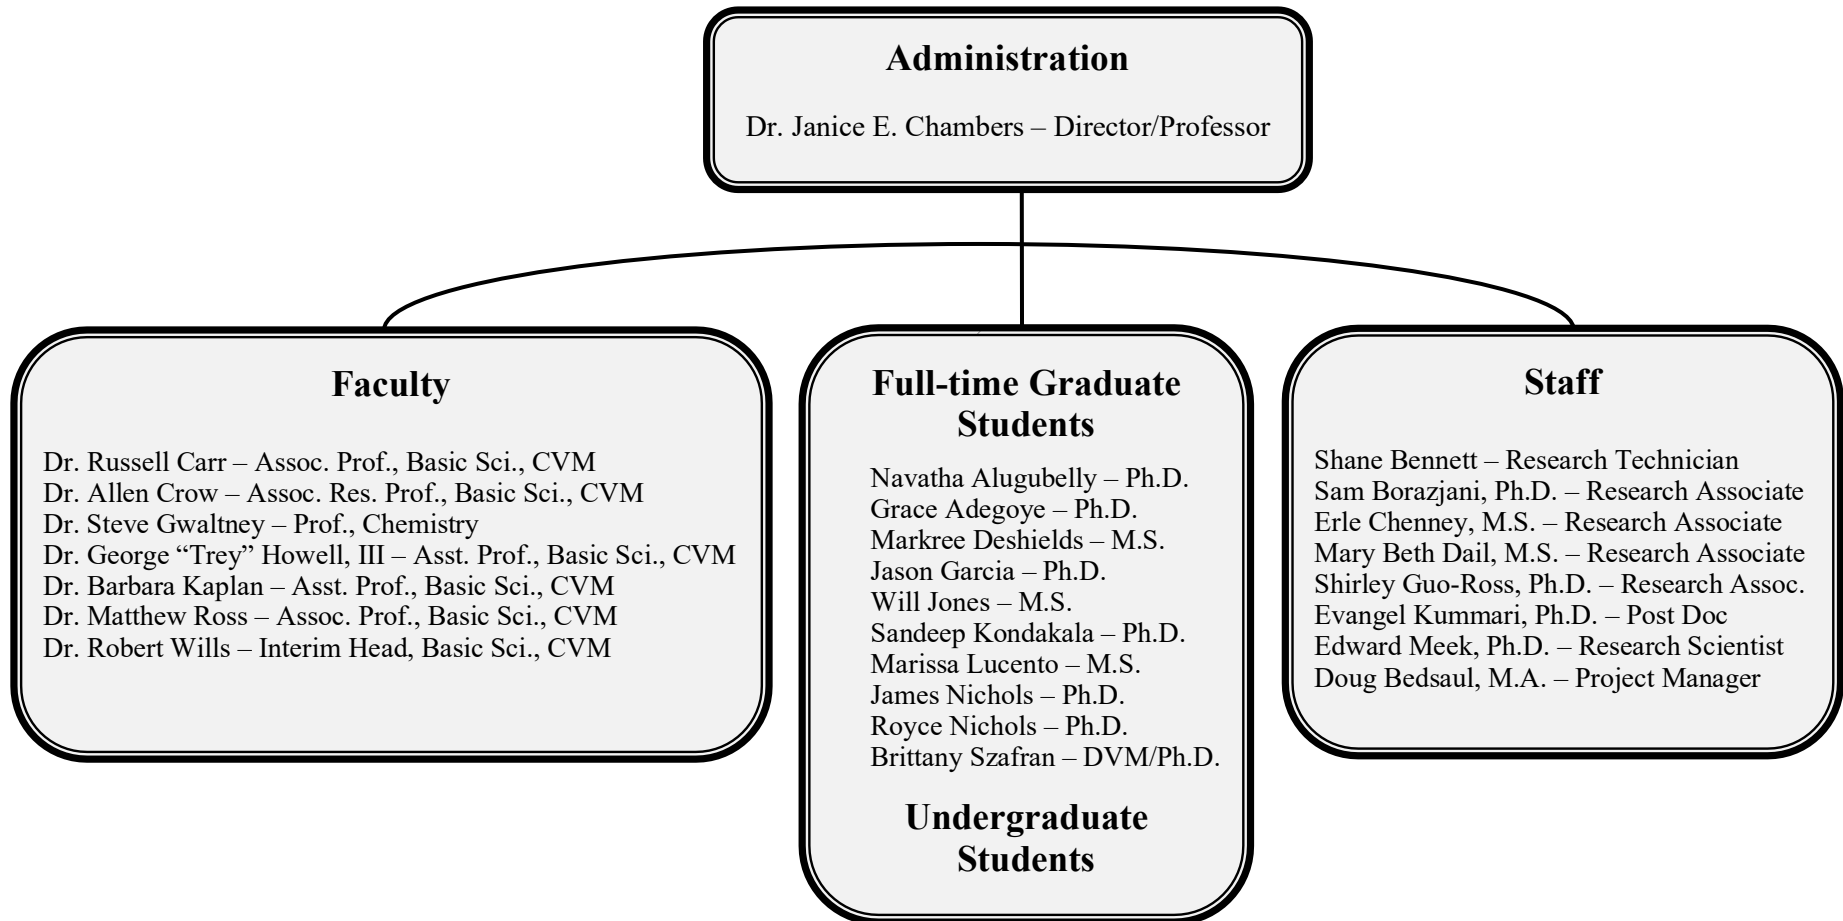 Administration
Dr. Janice E. Chambers – Director/Professor
Faculty
Dr. Russell Carr – Assoc. Prof., Basic Sci., CVM
Dr. Allen Crow – Assoc. Res. Prof., Basic Sci., CVM
Dr. Steve Gwaltney – Prof., Chemistry
Dr. George “Trey” Howell, III – Asst. Prof., Basic Sci., CVM
Dr. Barbara Kaplan – Asst. Prof., Basic Sci., CVM
Dr. Matthew Ross – Assoc. Prof., Basic Sci., CVM
Dr. Robert Wills – Interim Head, Basic Sci., CVM
Full-time Graduate
Students
Navatha Alugubelly – Ph.D.
Grace Adegoye – Ph.D.
Markree Deshields – M.S.
Jason Garcia – Ph.D.
Will Jones – M.S.
Sandeep Kondakala – Ph.D.
Marissa Lucento – M.S.
James Nichols – Ph.D.
Royce Nichols – Ph.D.
Brittany Szafran – DVM/Ph.D.
Undergraduate
Students
Staff
Shane Bennett – Research Technician
Sam Borazjani, Ph.D. – Research Associate
Erle Chenney, M.S. – Research Associate
Mary Beth Dail, M.S. – Research Associate
Shirley Guo-Ross, Ph.D. – Research Assoc.
Evangel Kummari, Ph.D. – Post Doc
Edward Meek, Ph.D. – Research Scientist
Doug Bedsaul, M.A. – Project Manager